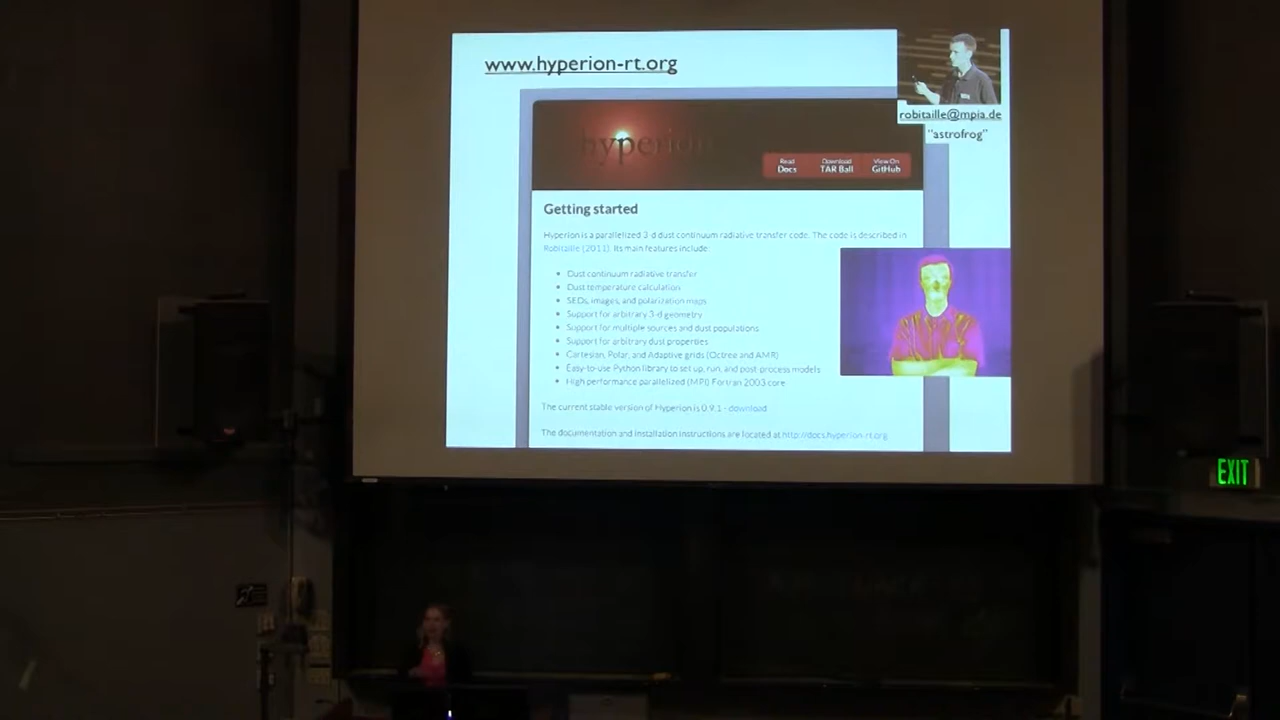 www.hyperion-rt.org
robitaille@mpia.de
"astrofrog"
hyperion
Read Docs
Download TAR Ball
View On GitHub
Getting started
Hyperion is a parallelized 3-d dust continuum radiative transfer code. The code is described in
Robitaille (2011). Its main features include:
Dust continuum radiative transfer
Dust temperature calculation
SEDs, images, and polarization maps
Support for arbitrary 3-d geometry
Support for multiple sources and dust populations
Support for arbitrary dust properties
Cartesian, Polar, and Adaptive grids (Octree and AMR)
Easy-to-use Python library to set up, run, and post-process models
High performance parallelized (MPI) Fortran 2003 core
The current stable version of Hyperion is 0.9.1 - download
The documentation and installation instructions are located at http://docs.hyperion-rt.org
EXIT